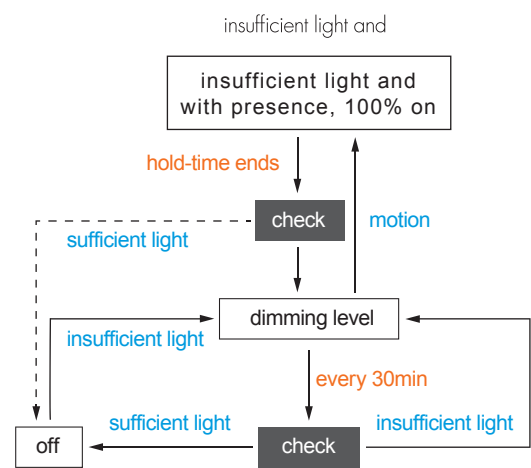 insufficient light and
insufficient light and
with presence, 100% on
hold-time ends
check
motion
sufficient light
dimming level
insufficient light
every 30min
sufficient light
insufficient light
off
check